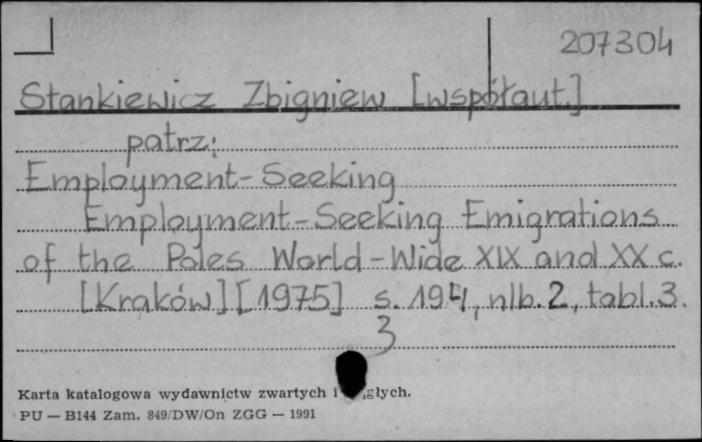 207304
Stankiewicz Zbigniew [współaut.]
patrz:
Employment-Seeking
Employment-Seeking Emigrations
of the Poles World-Wide XIX and XX c.
[Kraków] [1975] s. 194, nlb. 2, tabl. 3.
3
Karta katalogowa wydawnictw zwartych i
PU — B144 Zam. 849/DW/On ZGG — 1991